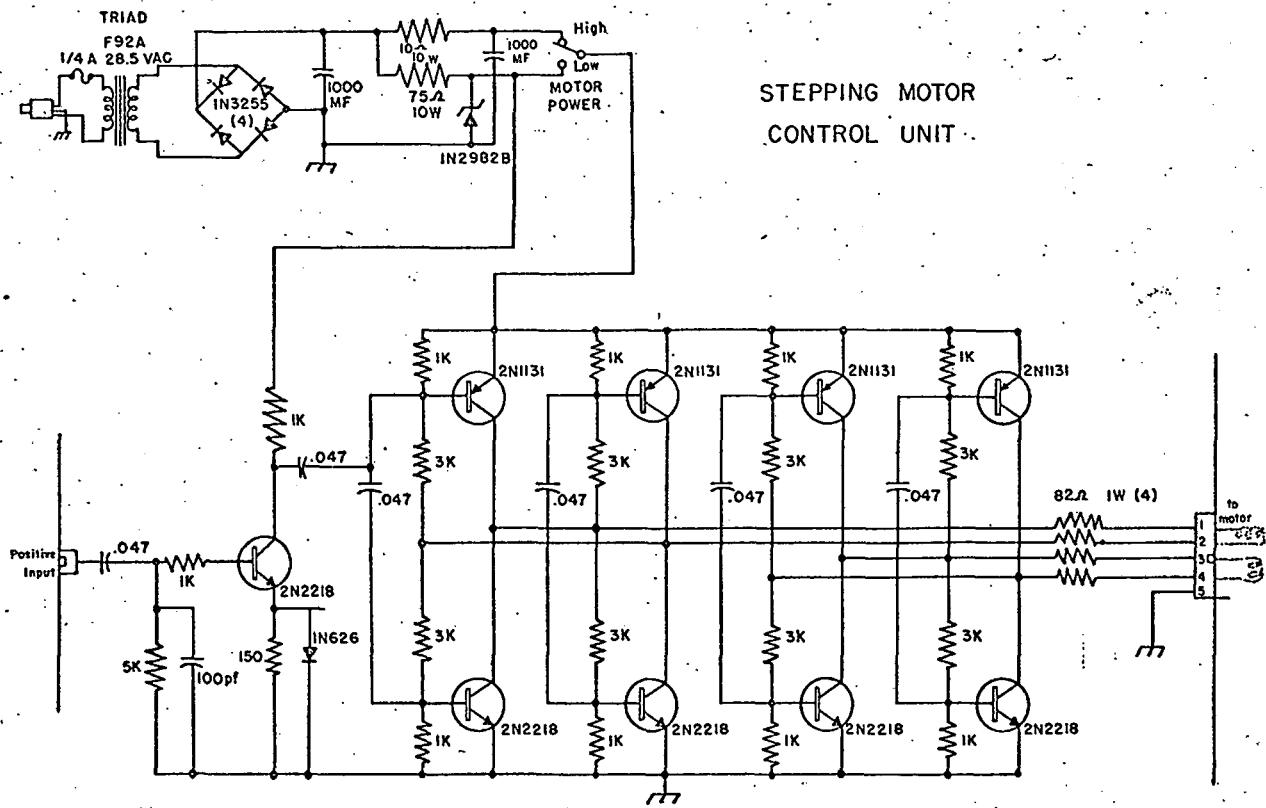 TRIAD
F92A
1/4 A 28.5 VAC
1N3255
(4)
1000
MF
10Ω
10W
75Ω
10W
1000
MF
1N2982B
High
Low
MOTOR
POWER
STEPPING MOTOR
CONTROL UNIT
1K
2N1131
1K
2N1131
1K
2N1131
1K
2N1131
1K
.047
3K
3K
3K
3K
.047
.047
.047
.047
82Ω 1W (4)
to
motor
1
2
3
4
5
Positive
Input
.047
1K
2N2218
1N626
5K
100pf
150
3K
3K
3K
3K
2N2218
2N2218
2N2218
2N2218
1K
1K
1K
1K